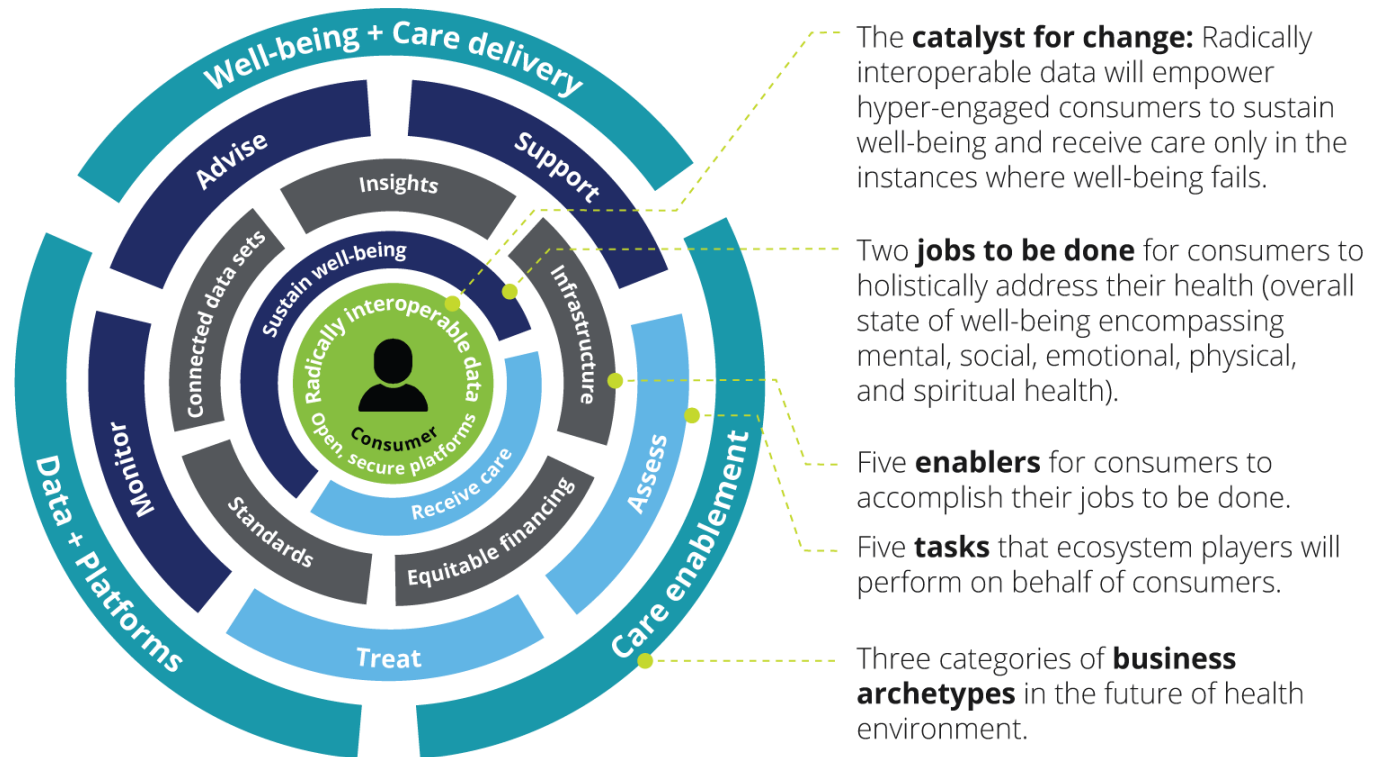 Well-being + Care delivery
Advise
Support
Insights
Connected data sets
Sustain well-being
Infrastructure
Radically interoperable data
Consumer
Open, secure platforms
Receive care
Monitor
Assess
Standards
Equitable financing
Treat
Data + Platforms
Care enablement
The catalyst for change: Radically
interoperable data will empower
hyper-engaged consumers to sustain
well-being and receive care only in the
instances where well-being fails.
Two jobs to be done for consumers to
holistically address their health (overall
state of well-being encompassing
mental, social, emotional, physical,
and spiritual health).
Five enablers for consumers to
accomplish their jobs to be done.
Five tasks that ecosystem players will
perform on behalf of consumers.
Three categories of business
archetypes in the future of health
environment.